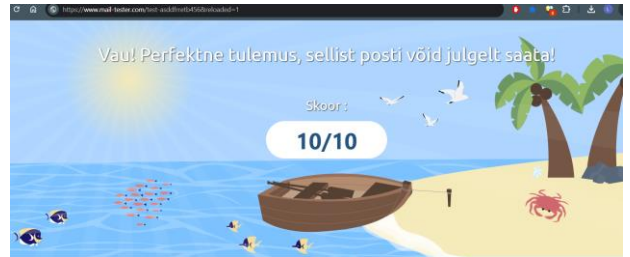 https://www.mail-tester.com/test-asddfnetlx456&reloaded=1
Vau! Perfektne tulemus, sellist posti võid julgelt saata!
Skoor :
10/10